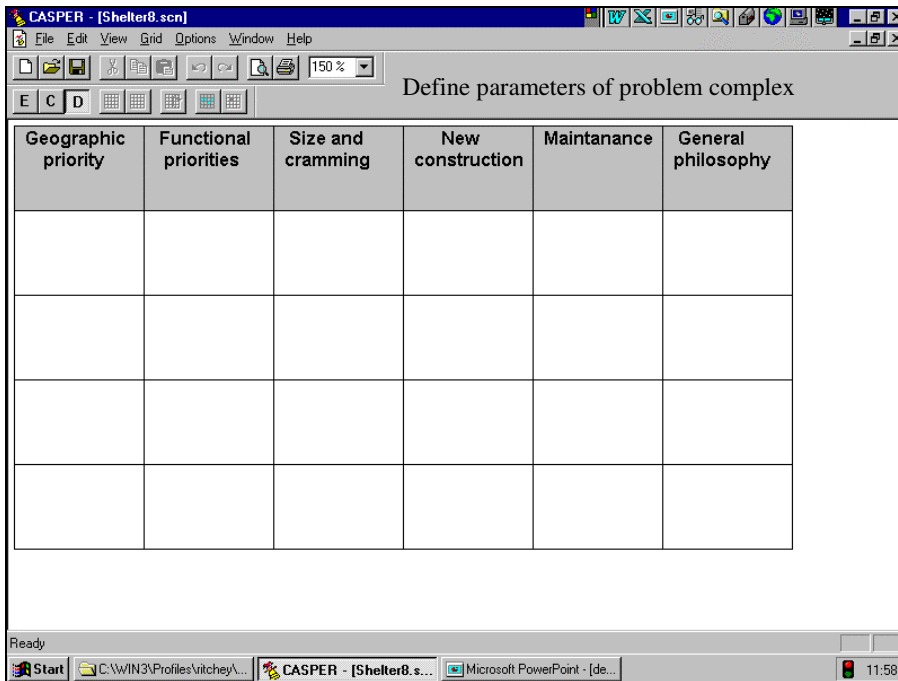 CASPER - [Shelter8.scn]
File Edit View Grid Options Window Help
150 %
Define parameters of problem complex
E C D
Geographic priority
Functional priorities
Size and cramming
New construction
Maintanance
General philosophy
Ready
Start
C:\WIN3\Profiles\ritchey\...
CASPER - [Shelter8.s...
Microsoft PowerPoint - [de...
11:58